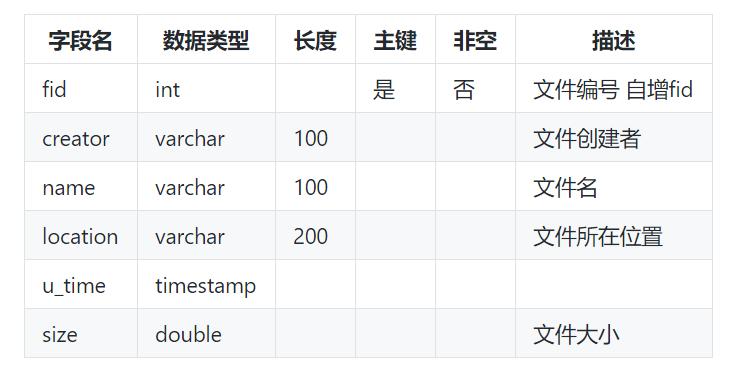 字段名 数据类型 长度 主键 非空 描述
fid int 是 否 文件编号 自增fid
creator varchar 100 文件创建者
name varchar 100 文件名
location varchar 200 文件所在位置
u_time timestamp
size double 文件大小